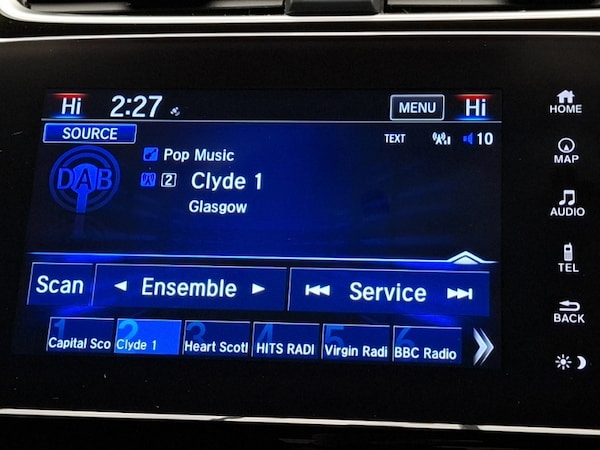 Hi 2:27 MENU Hi
SOURCE TEXT 10
DAB Pop Music
2 Clyde 1
Glasgow
Scan Ensemble Service
1 Capital Sco 2 Clyde 1 3 Heart Scotl 4 HITS RADI 5 Virgin Radi 6 BBC Radio
HOME
MAP
AUDIO
TEL
BACK